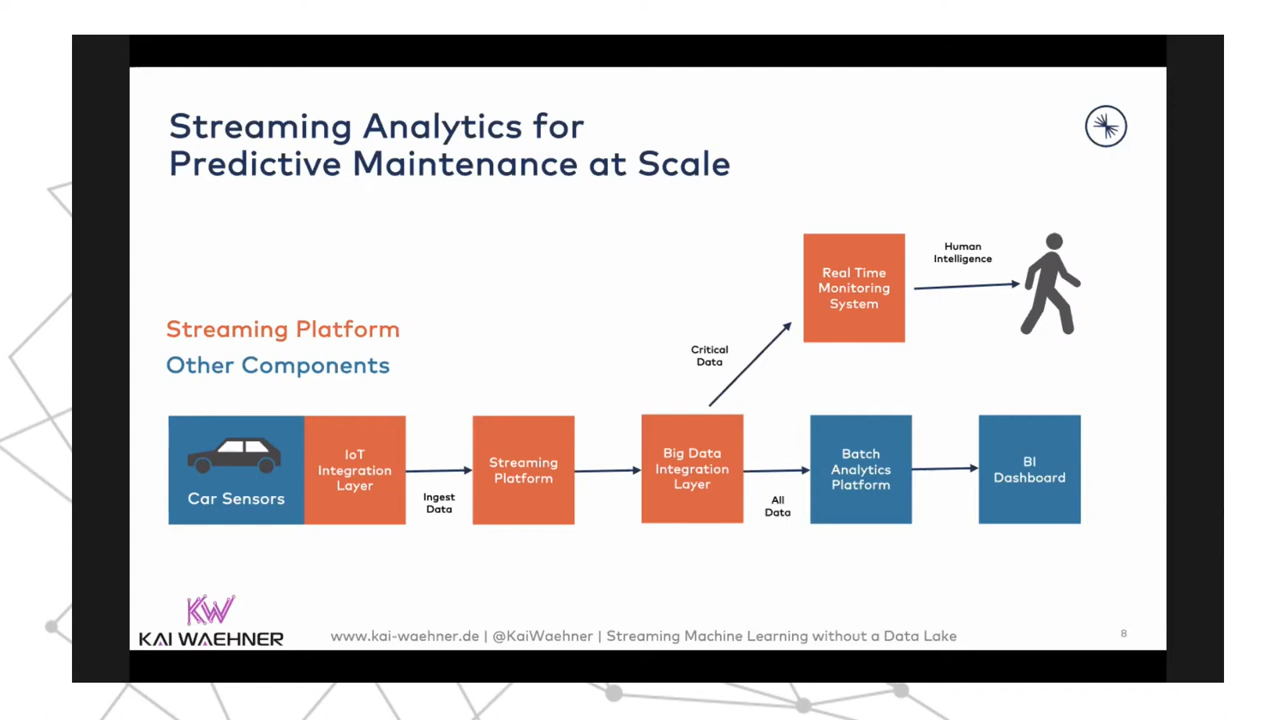 Streaming Analytics for
Predictive Maintenance at Scale
Human
Intelligence
Real Time
Monitoring
System
Streaming Platform
Other Components
Critical
Data
Car Sensors
IoT
Integration
Layer
Ingest
Data
Streaming
Platform
Big Data
Integration
Layer
All
Data
Batch
Analytics
Platform
BI
Dashboard
KW
KAI WAEHNER
www.kai-waehner.de | @KaiWaehner | Streaming Machine Learning without a Data Lake
8